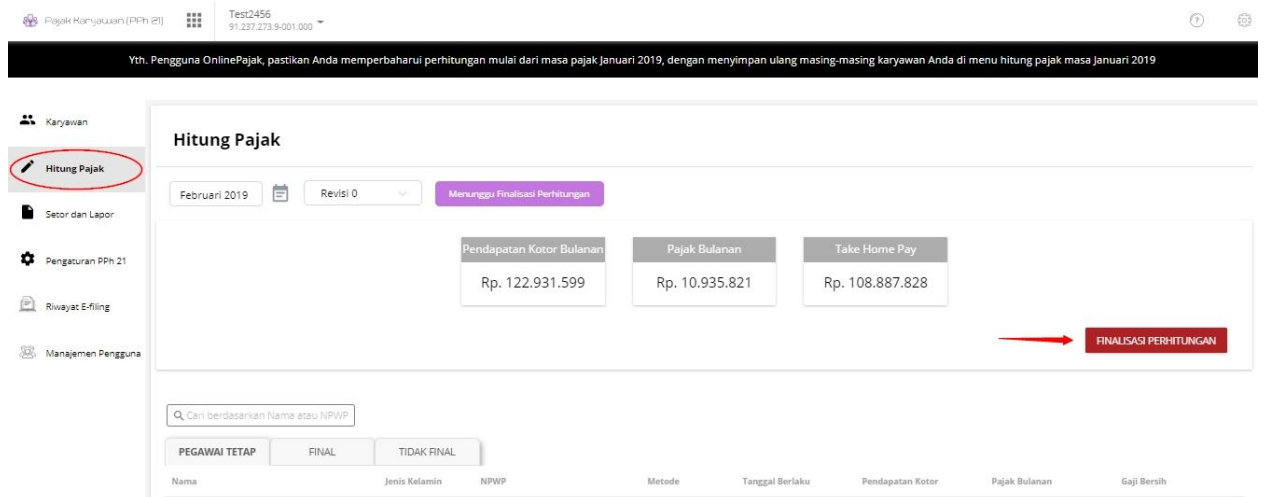 Pajak Karyawan (PPh 21)
Test2456
91.237.273.9-001.000
Yth. Pengguna OnlinePajak, pastikan Anda memperbaharui perhitungan mulai dari masa pajak Januari 2019, dengan menyimpan ulang masing-masing karyawan Anda di menu hitung pajak masa Januari 2019
Karyawan
Hitung Pajak
Setor dan Lapor
Pengaturan PPh 21
Riwayat E-filing
Manajemen Pengguna
Hitung Pajak
Februari 2019 Revisi 0 Menunggu Finalisasi Perhitungan
Pendapatan Kotor Bulanan Pajak Bulanan Take Home Pay
Rp. 122.931.599 Rp. 10.935.821 Rp. 108.887.828
FINALISASI PERHITUNGAN
Cari berdasarkan Nama atau NPWP
PEGAWAI TETAP FINAL TIDAK FINAL
Nama Jenis Kelamin NPWP Metode Tanggal Berlaku Pendapatan Kotor Pajak Bulanan Gaji Bersih